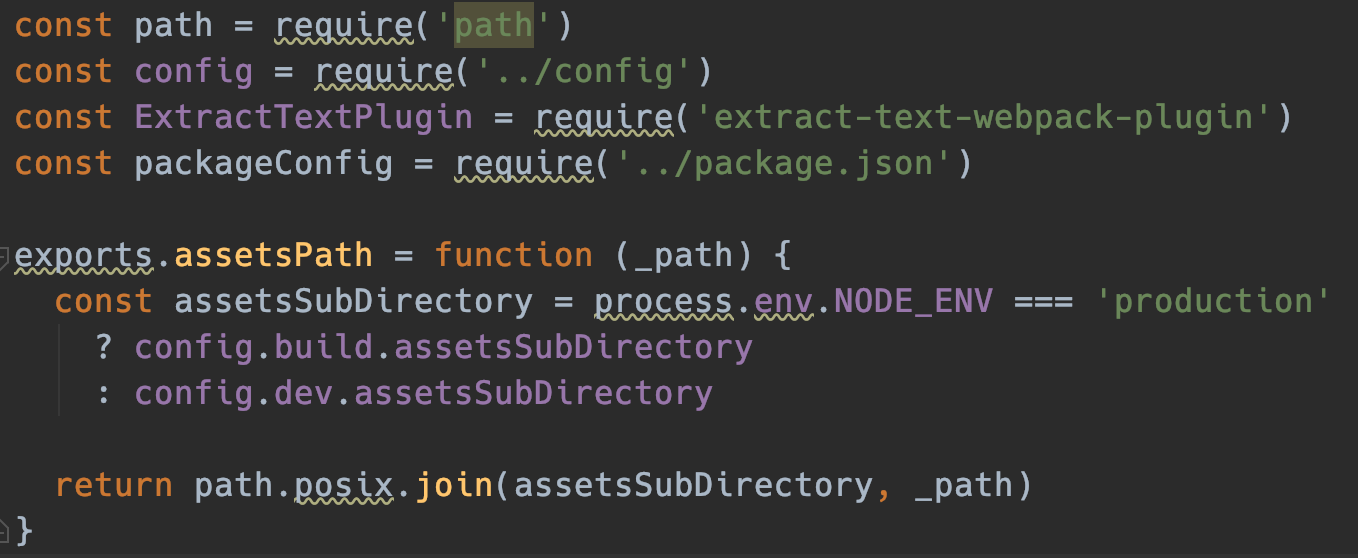 const path = require('path')
const config = require('../config')
const ExtractTextPlugin = require('extract-text-webpack-plugin')
const packageConfig = require('../package.json')

exports.assetsPath = function (_path) {
  const assetsSubDirectory = process.env.NODE_ENV === 'production'
    ? config.build.assetsSubDirectory
    : config.dev.assetsSubDirectory

  return path.posix.join(assetsSubDirectory, _path)
}